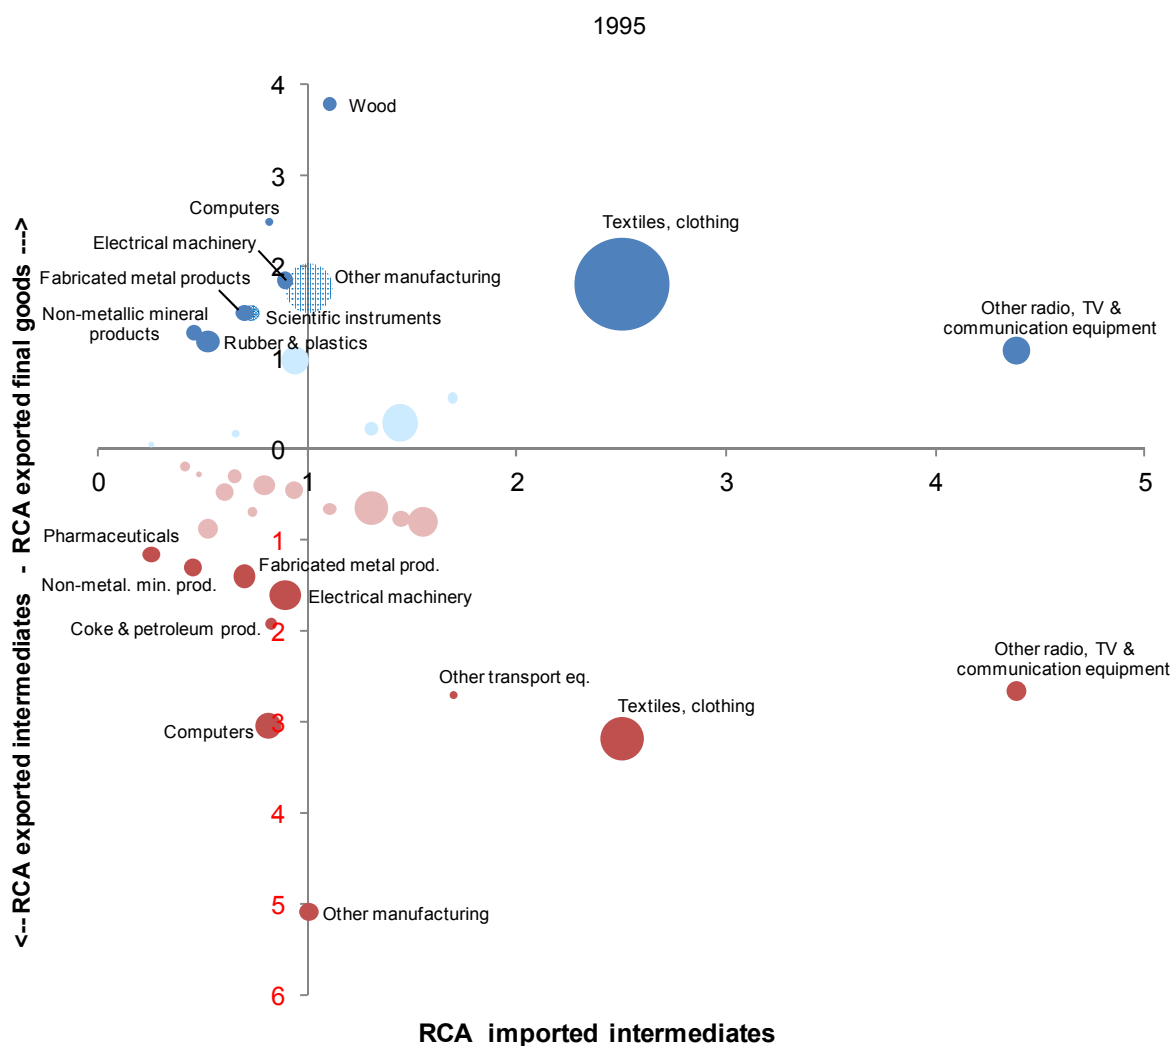 1995
4
Wood
3
Computers
Textiles, clothing
Electrical machinery
2
Fabricated metal products
Other manufacturing
Non-metallic mineral
products
Scientific instruments
Other radio, TV &
communication equipment
Rubber & plastics
1
0
0
1
2
3
4
5
Pharmaceuticals
1
Fabricated metal prod.
Non-metal. min. prod.
Electrical machinery
Coke & petroleum prod.
2
Other radio, TV &
communication equipment
Other transport eq.
Textiles, clothing
3
Computers
4
5
Other manufacturing
6
<-- RCA exported intermediates - RCA exported final goods --->
RCA imported intermediates